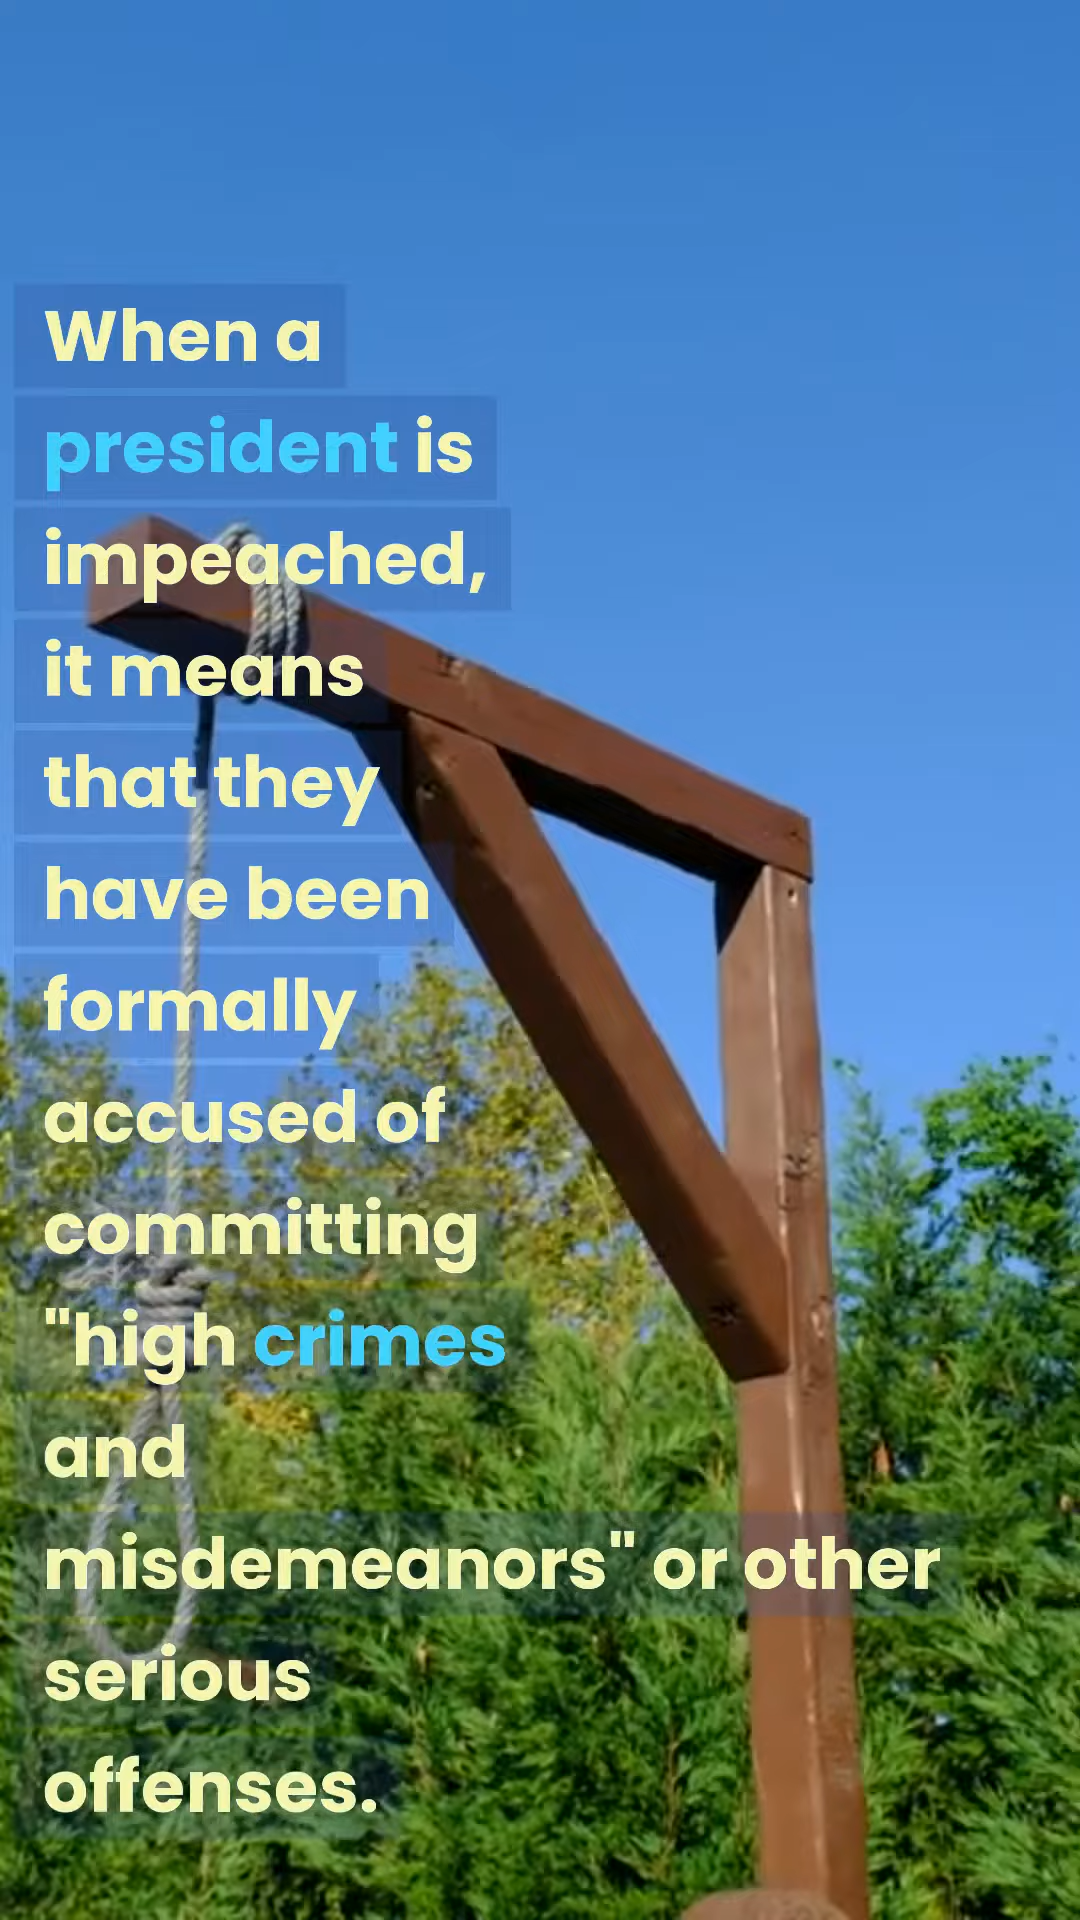 When a
president is
impeached,
it means
that they
have been
formally
accused of
committing
"high crimes
and
misdemeanors" or other
serious
offenses.